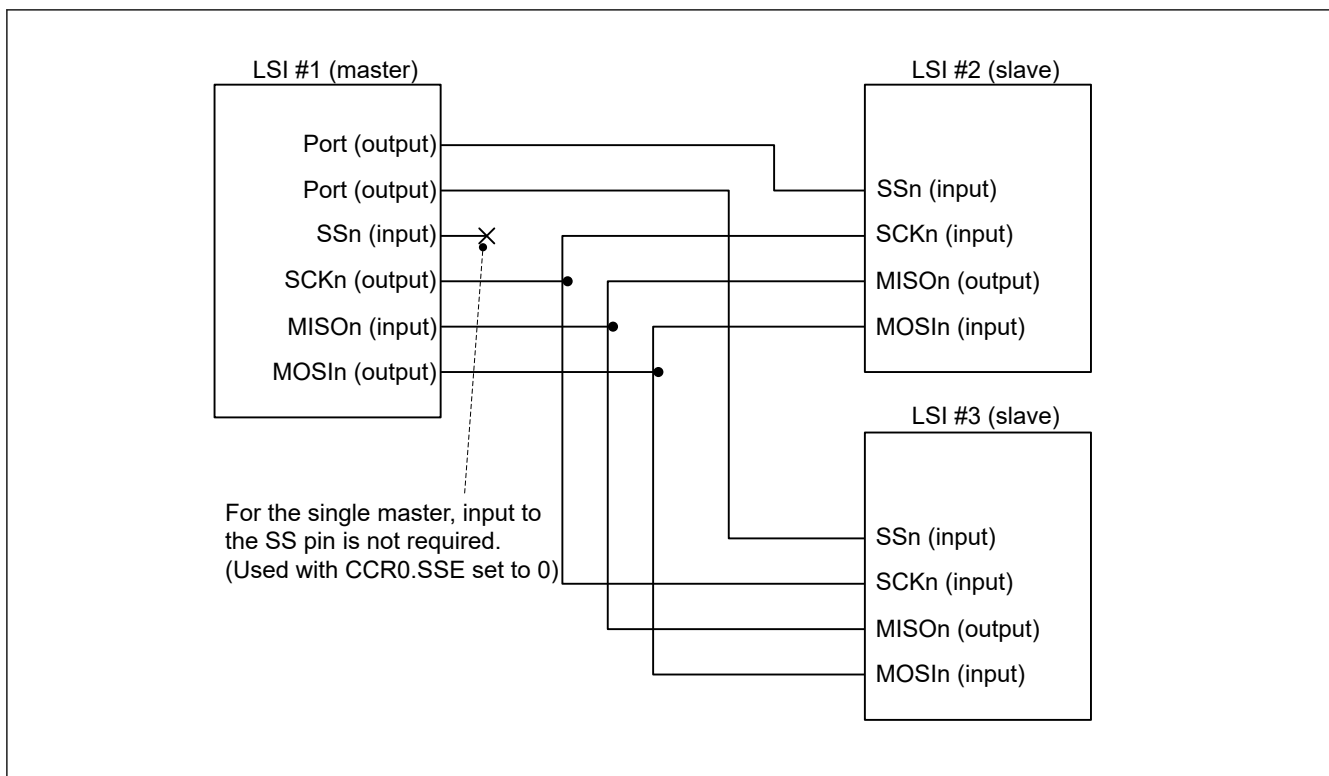 LSI #1 (master)
Port (output)
Port (output)
SSn (input)
SCKn (output)
MISOn (input)
MOSIn (output)
For the single master, input to
the SS pin is not required.
(Used with CCR0.SSE set to 0)
LSI #2 (slave)
SSn (input)
SCKn (input)
MISOn (output)
MOSIn (input)
LSI #3 (slave)
SSn (input)
SCKn (input)
MISOn (output)
MOSIn (input)